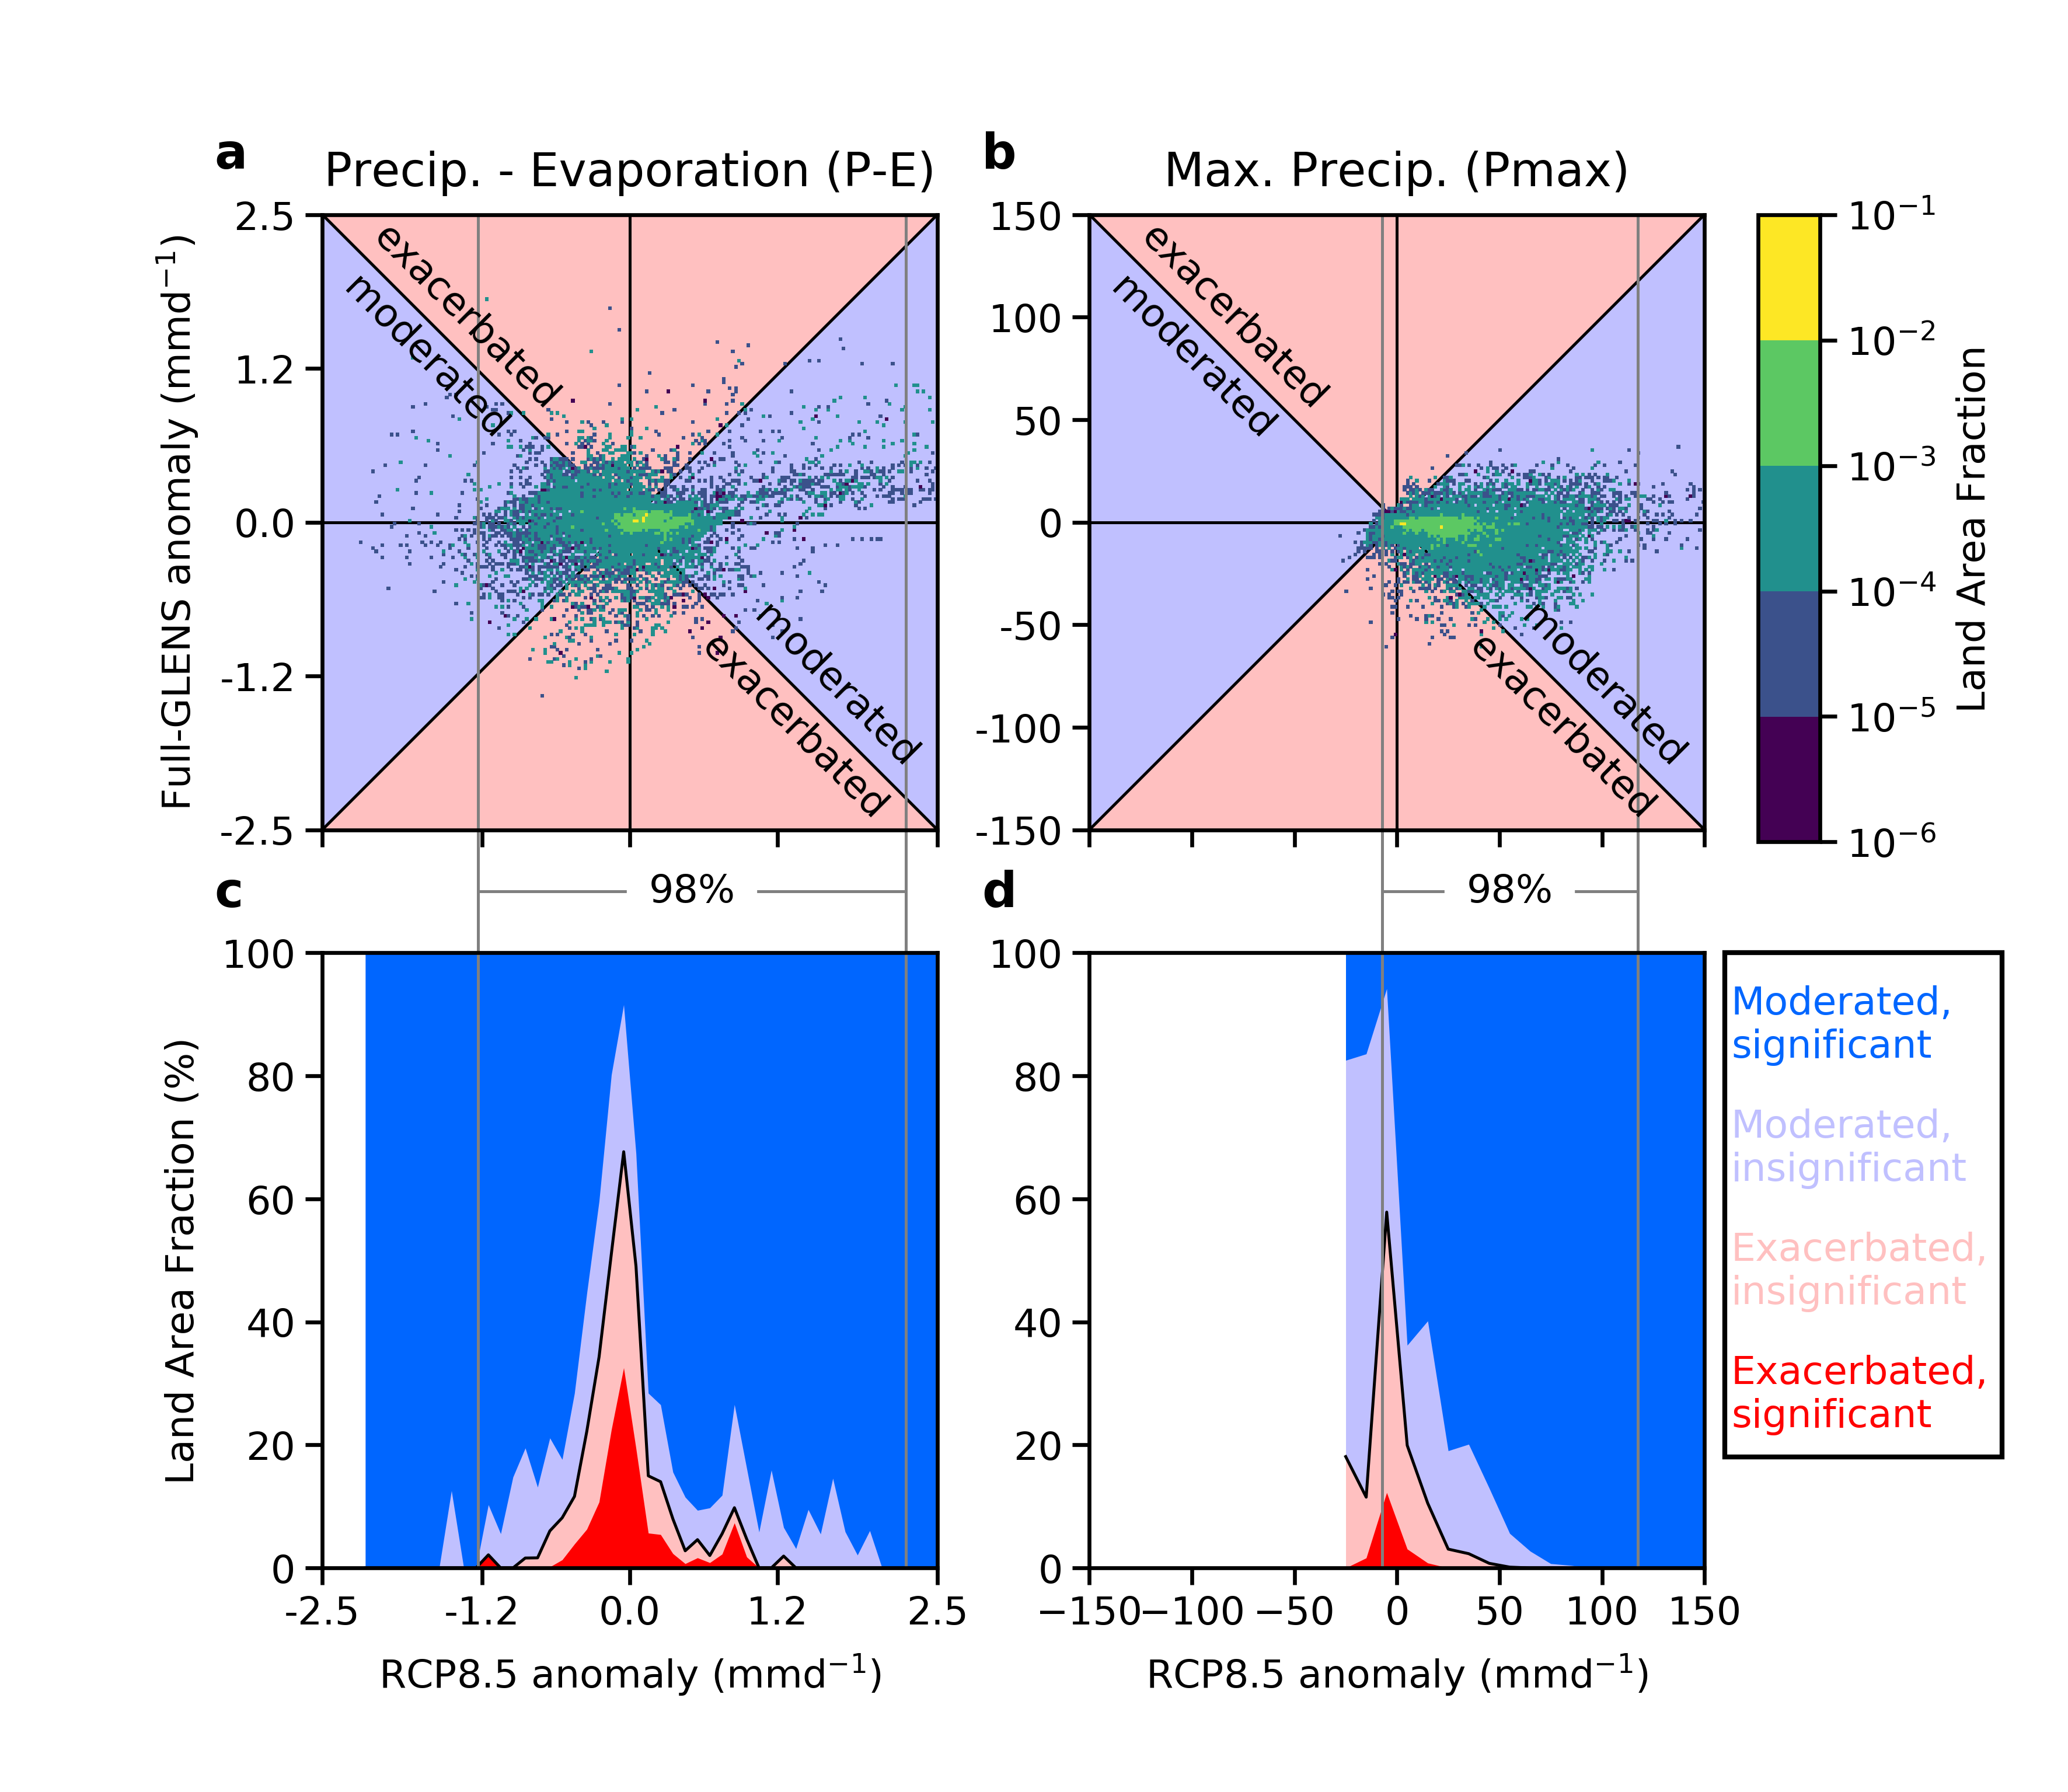 a
Precip. - Evaporation (P-E)
b
Max. Precip. (Pmax)
Full-GLENS anomaly (mmd⁻¹)
2.5
1.2
0.0
-1.2
-2.5
exacerbated
moderated
moderated
exacerbated
150
100
50
0
-50
-100
-150
exacerbated
moderated
moderated
exacerbated
10⁻¹
10⁻²
10⁻³
10⁻⁴
10⁻⁵
10⁻⁶
Land Area Fraction
c
98%
d
98%
Land Area Fraction (%)
100
80
60
40
20
0
-2.5
-1.2
0.0
1.2
2.5
RCP8.5 anomaly (mmd⁻¹)
100
80
60
40
20
0
−150
−100
−50
0
50
100
150
RCP8.5 anomaly (mmd⁻¹)
Moderated,
significant
Moderated,
insignificant
Exacerbated,
insignificant
Exacerbated,
significant